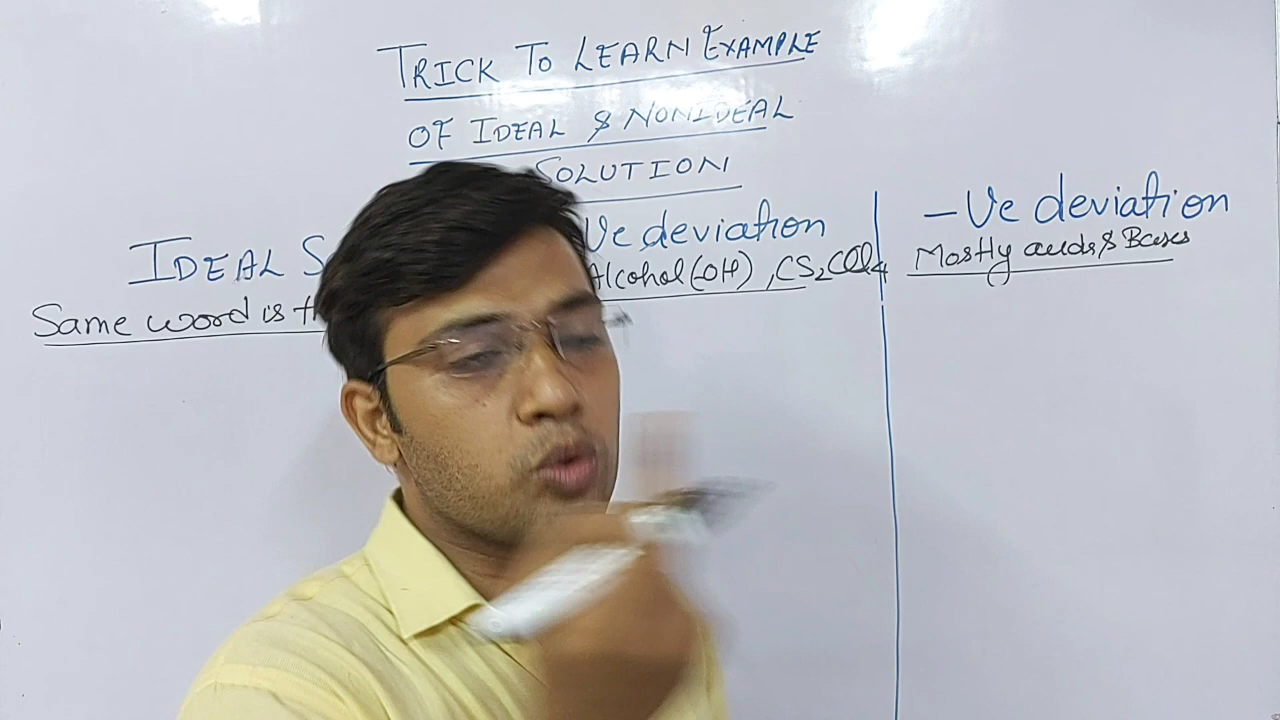 TRICK TO LEARN EXAMPLE
OF IDEAL & NONIDEAL
SOLUTION
IDEAL S
Same word is
Ve deviation
Alcohol (-OH), CS2 CCl4
-Ve deviation
Mostly acids & Bases